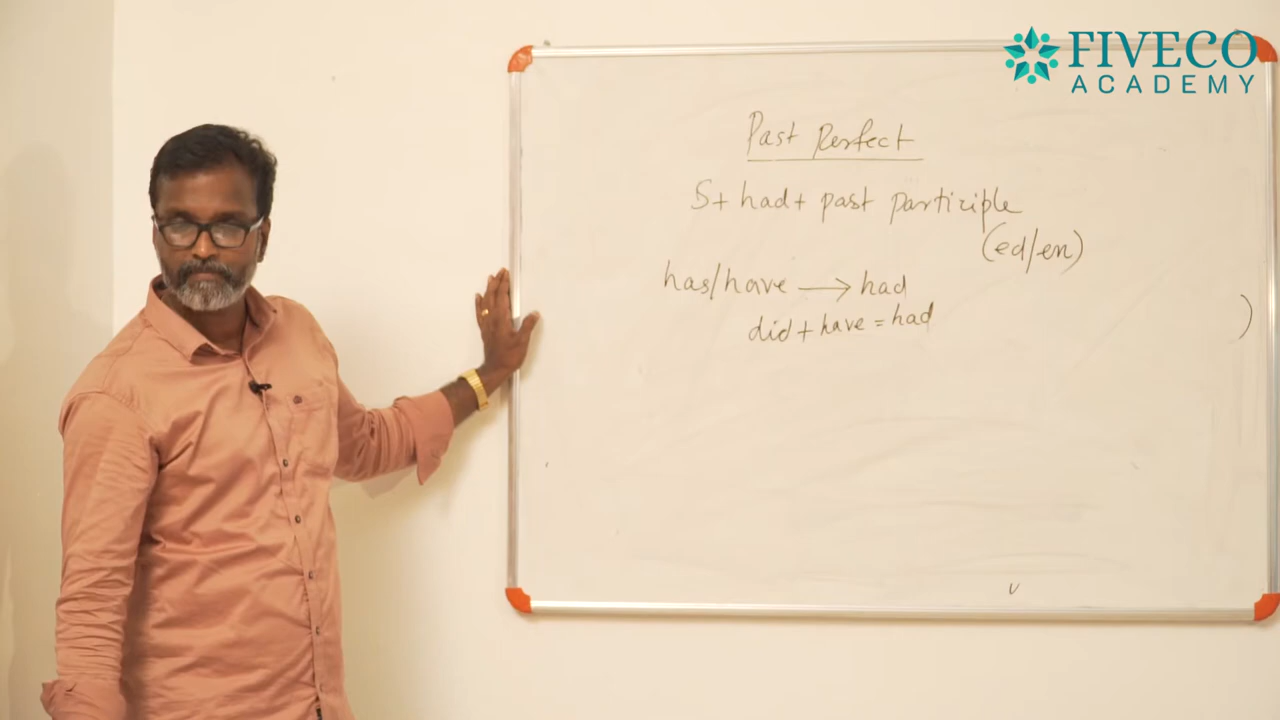 FIVECO
ACADEMY
Past Perfect
S+ had+ past participle
(ed/en)
has/have → had
did + have = had
)